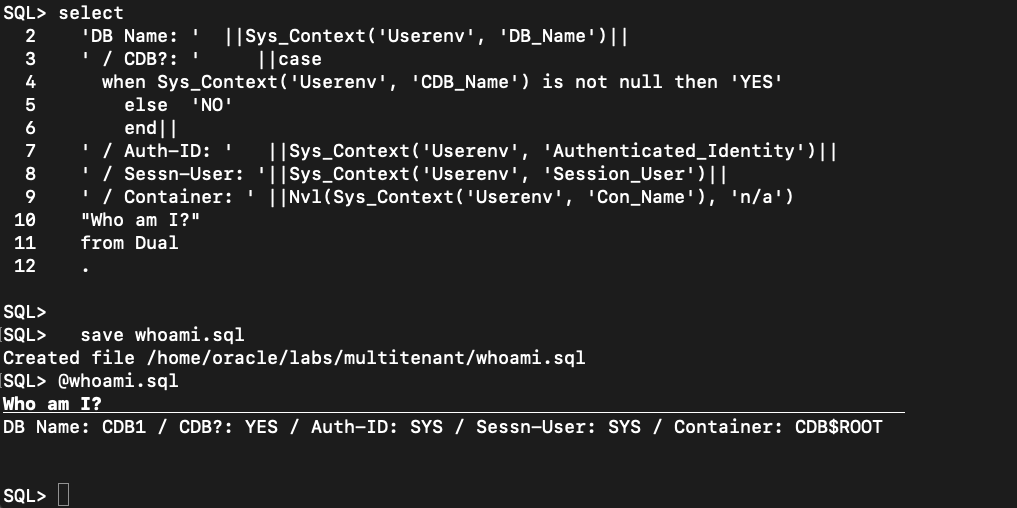 SQL> select
  2    'DB Name: '  ||Sys_Context('Userenv', 'DB_Name')||
  3    ' / CDB?: '     ||case
  4      when Sys_Context('Userenv', 'CDB_Name') is not null then 'YES'
  5        else  'NO'
  6        end||
  7    ' / Auth-ID: '   ||Sys_Context('Userenv', 'Authenticated_Identity')||
  8    ' / Sessn-User: '||Sys_Context('Userenv', 'Session_User')||
  9    ' / Container: ' ||Nvl(Sys_Context('Userenv', 'Con_Name'), 'n/a')
 10    "Who am I?"
 11    from Dual
 12    .
SQL>
SQL>   save whoami.sql
Created file /home/oracle/labs/multitenant/whoami.sql
SQL> @whoami.sql
Who am I?
DB Name: CDB1 / CDB?: YES / Auth-ID: SYS / Sessn-User: SYS / Container: CDB$ROOT
SQL>